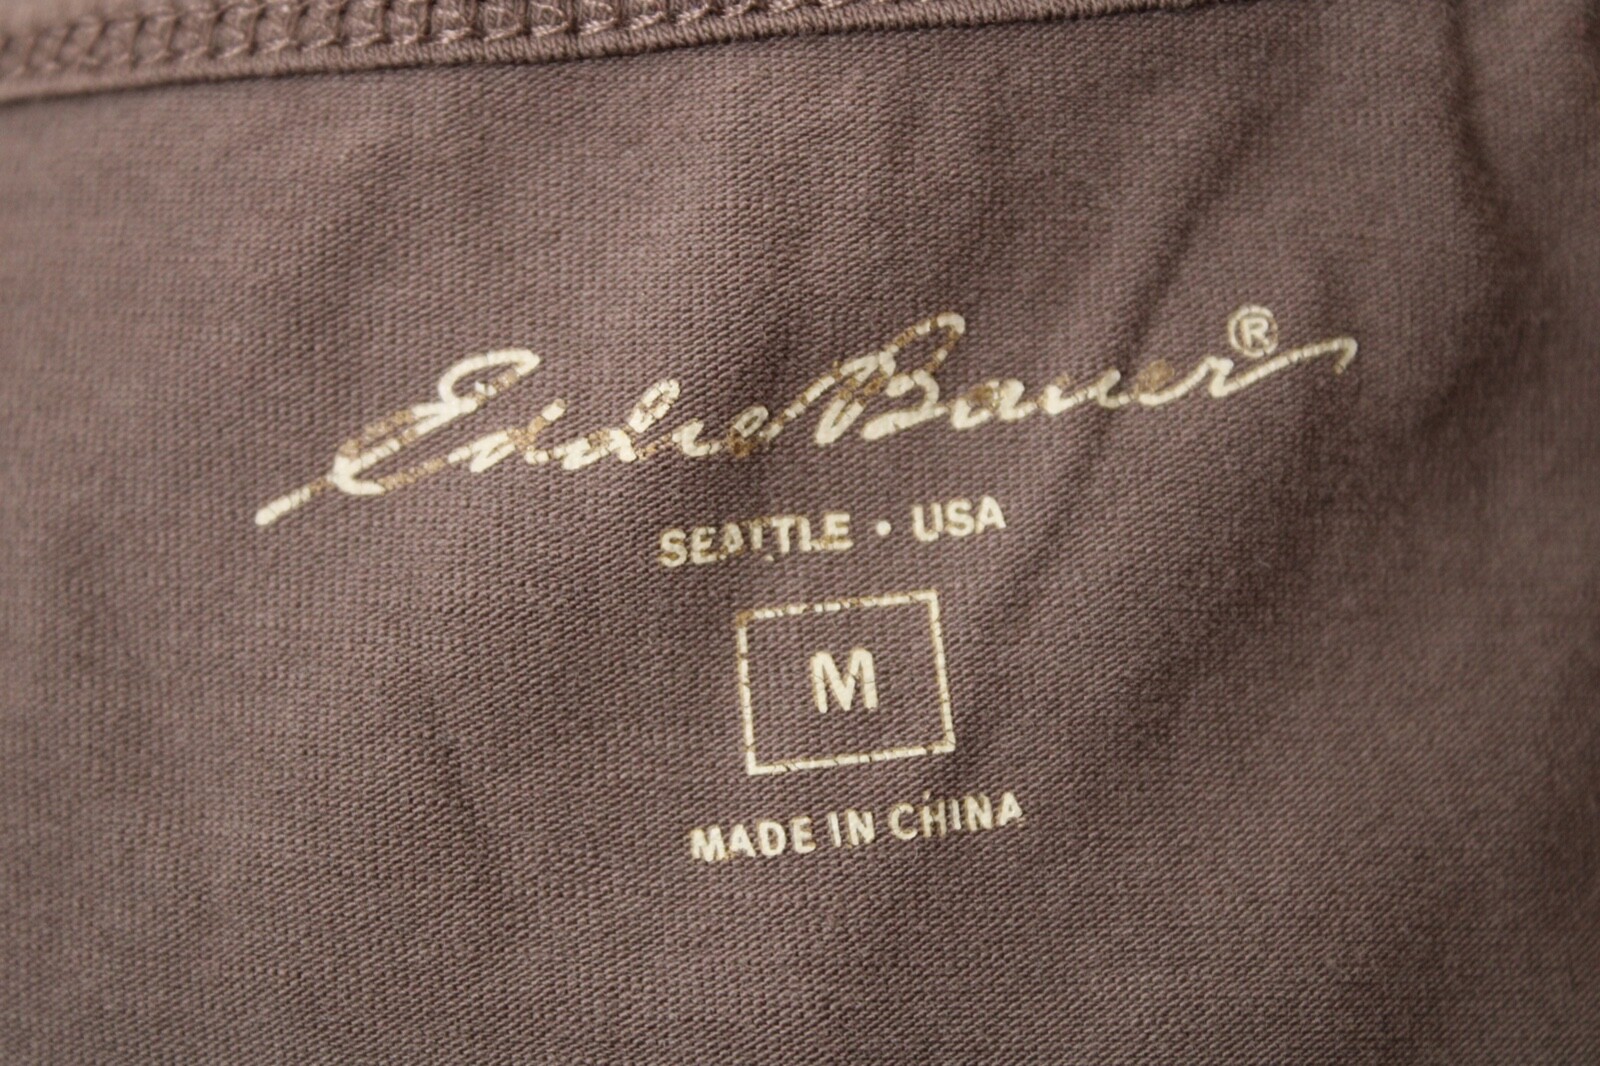 Eddie Bauer®
SEATTLE • USA
M
MADE IN CHINA